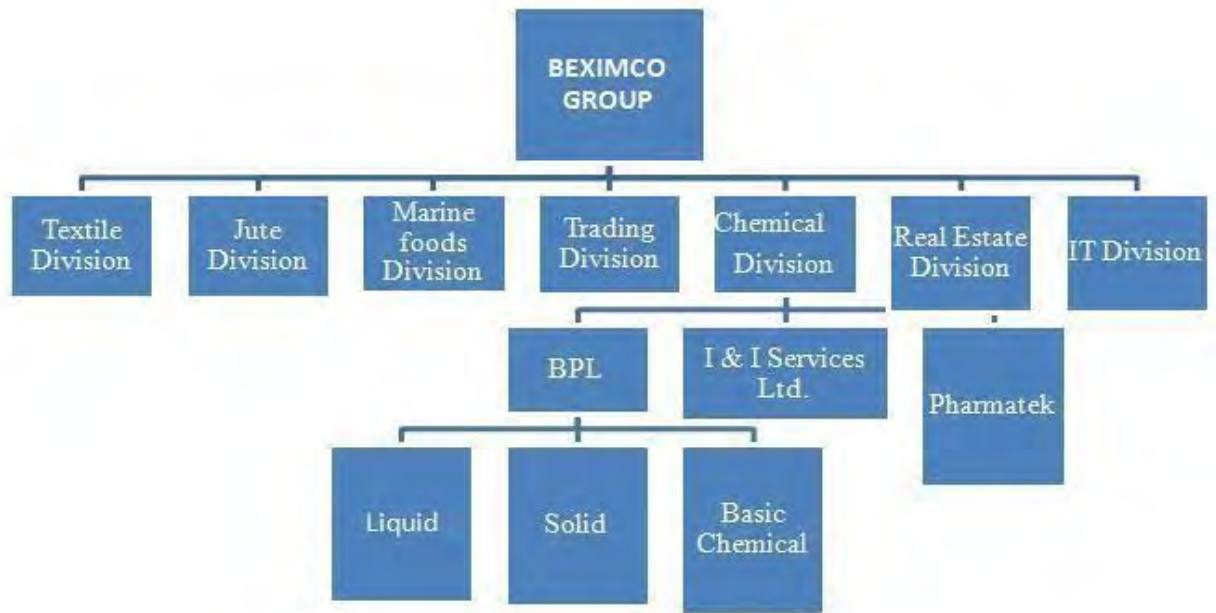 BEXIMCO
GROUP
Textile
Division
Jute
Division
Marine
foods
Division
Trading
Division
Chemical
Division
Real Estate
Division
IT Division
BPL
I & I Services
Ltd.
Pharmatek
Liquid
Solid
Basic
Chemical